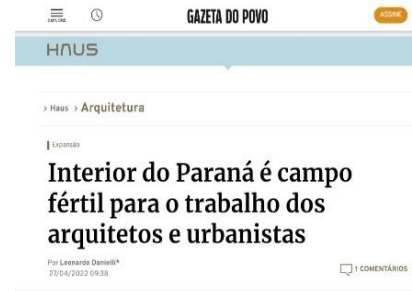 EXPLORE
GAZETA DO POVO
ASSINE
HAUS
> Haus > Arquitetura
Expansão
Interior do Paraná é campo
fértil para o trabalho dos
arquitetos e urbanistas
Por Leonardo Danielli*
27/04/2022 09:38
1 COMENTÁRIOS